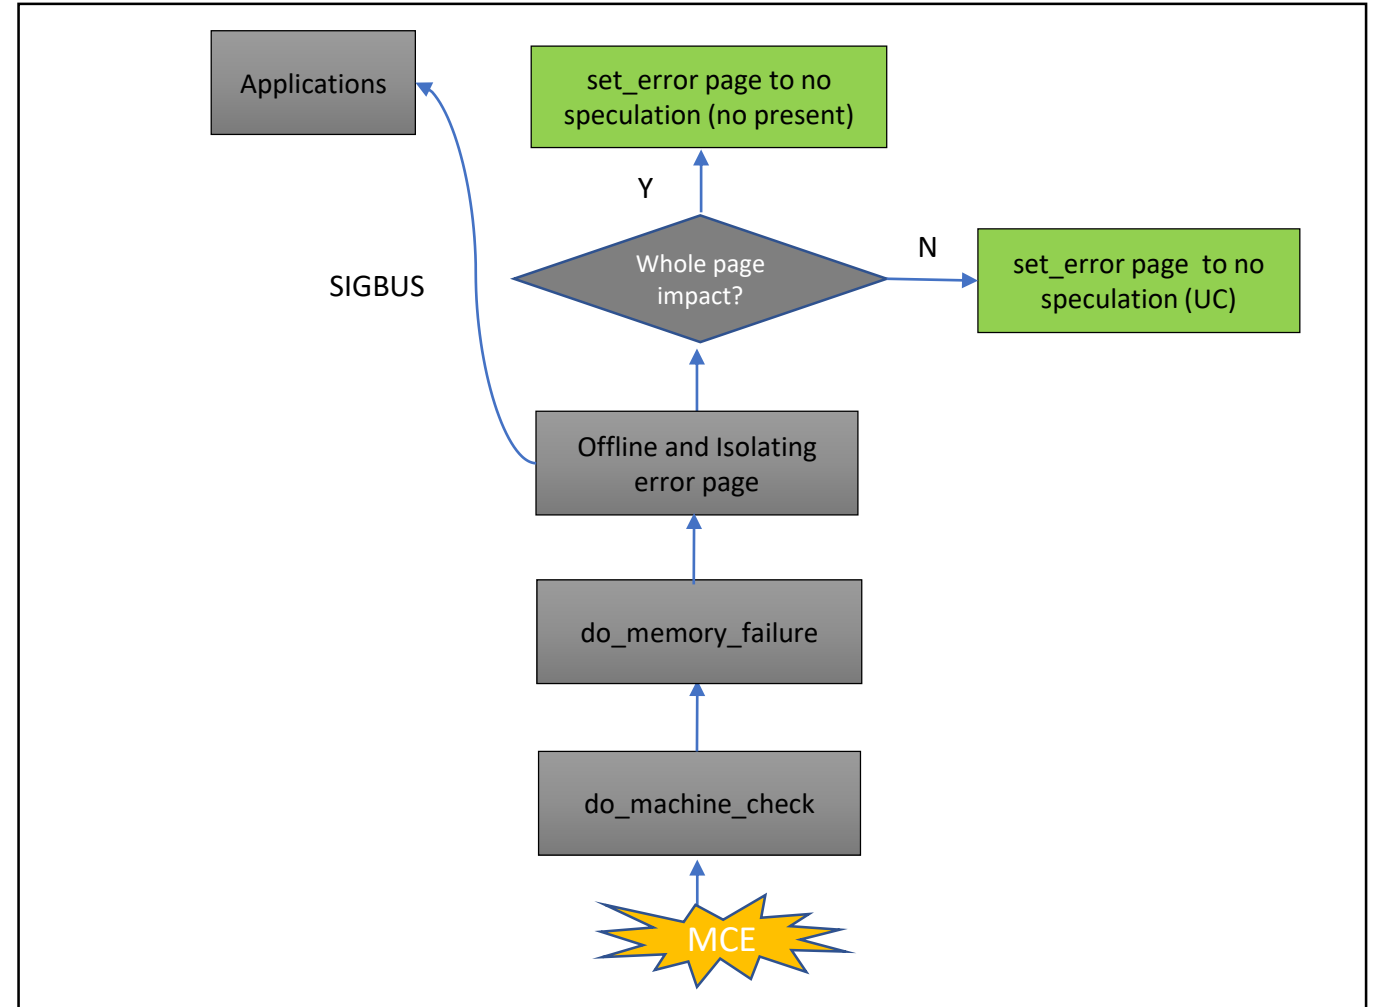 Applications
set_error page to no
speculation (no present)
Y
Whole page
impact?
N
set_error page  to no
speculation (UC)
SIGBUS
Offline and Isolating
error page
do_memory_failure
do_machine_check
MCE